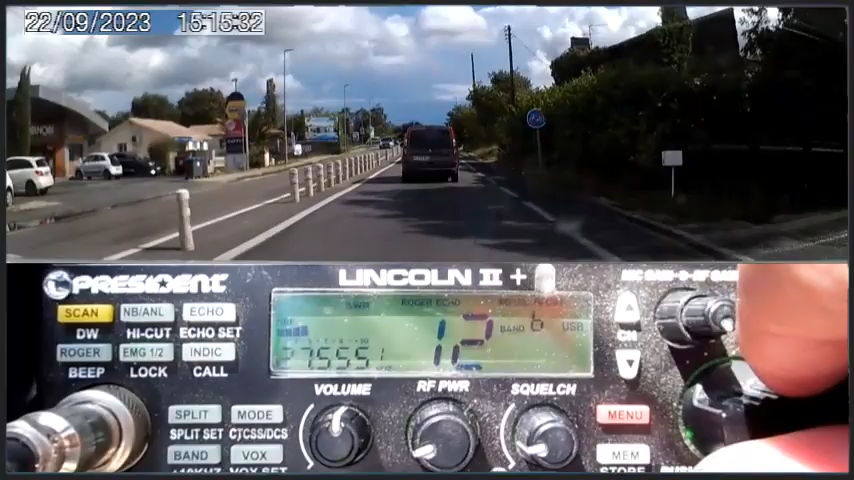 22/09/2023 15:15:32
PRESIDENT
LINCOLN II +
SCAN
NB/ANL
ECHO
DW
HI-CUT
ECHO SET
ROGER
EMG 1/2
INDIC
BEEP
LOCK
CALL
SPLIT
MODE
SPLIT SET
CTCSS/DCS
BAND
VOX
VOX SET
ROGER ECHO
12
BAND 6
USB
27.555
VOLUME
RF PWR
SQUELCH
CH
MENU
MEM
STORE